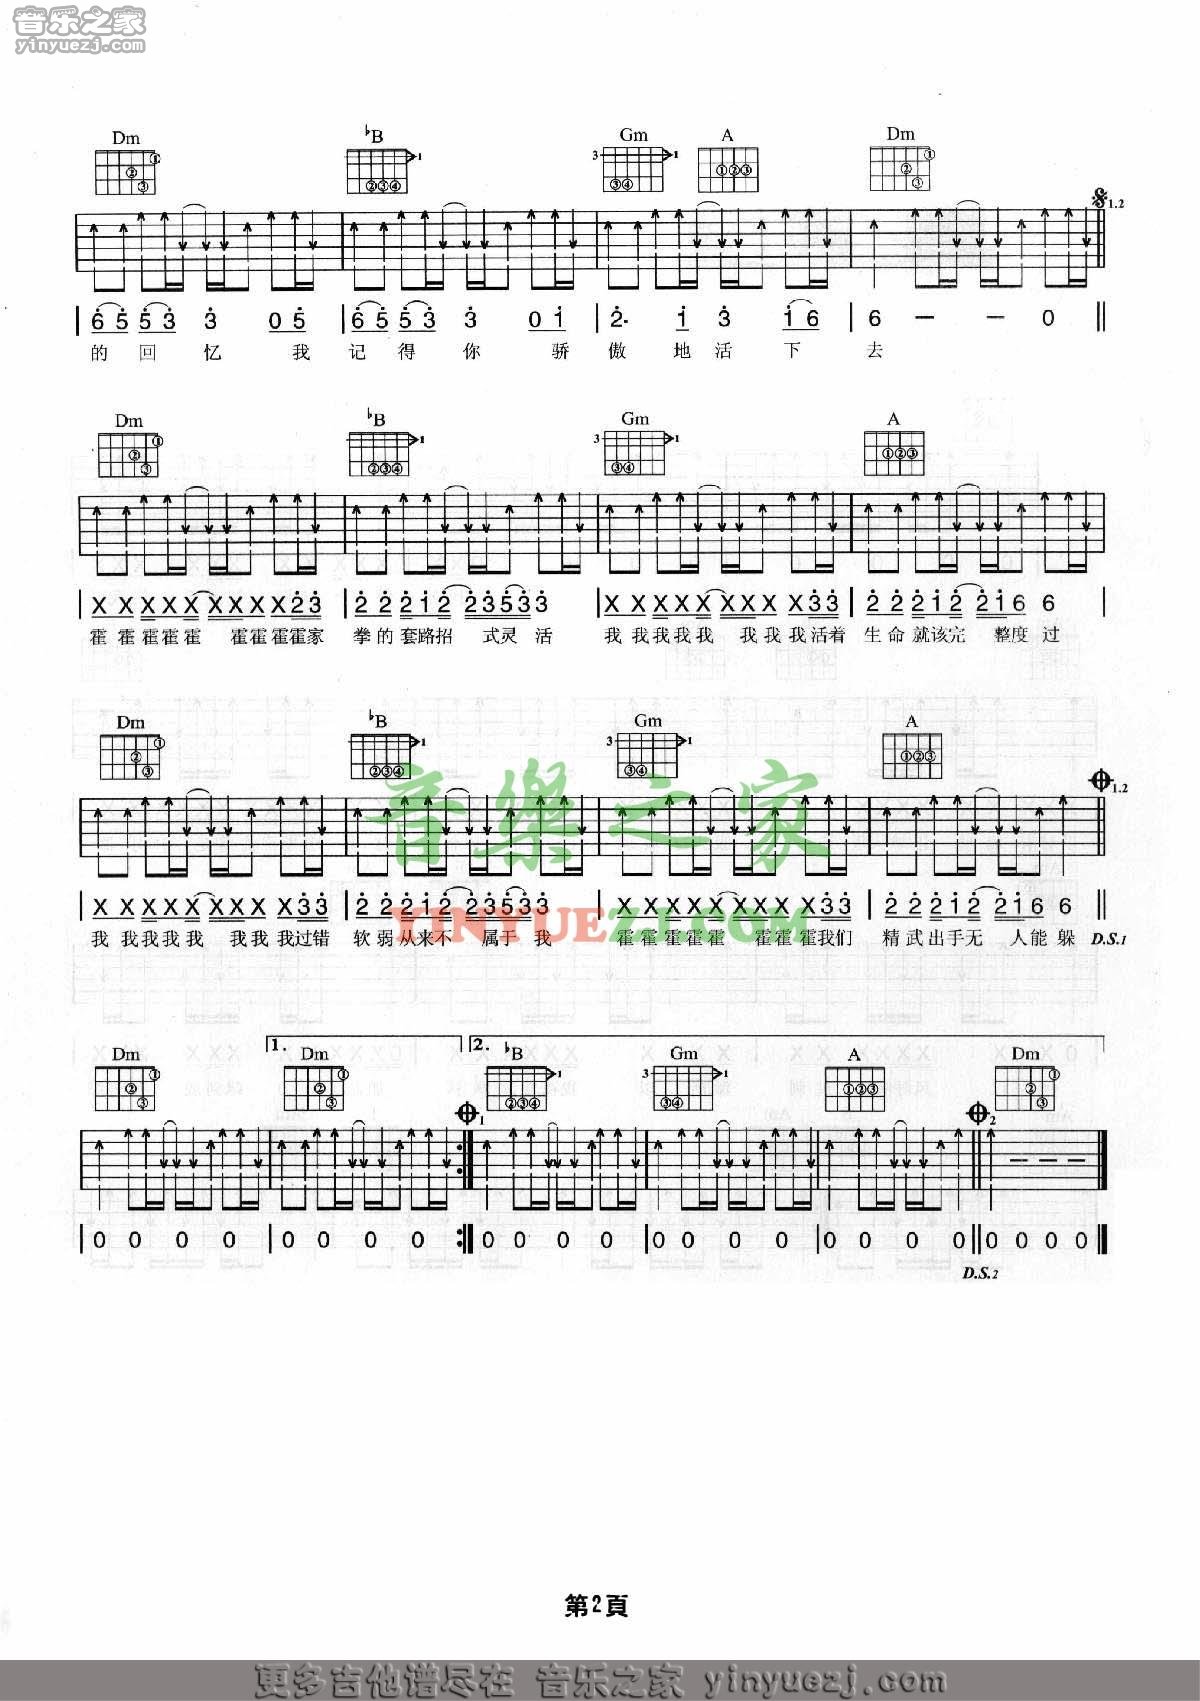 音乐之家
yinyuezj.com
Dm ♭B Gm A Dm
3 1 1
𝄋1.2
| 6 5 5 3 3 0 5 | 6 5 5 3 3 0 1 | 2· 1 3 1 6 | 6 — — 0 ||
的 回 忆 我 记 得 你 骄 傲 地 活 下 去
Dm ♭B Gm A
1 3 1
| X X X X X X X X X 2 3 | 2 2 2 1 2 2 3 5 3 3 | X X X X X X X X X 3 3 | 2 2 2 1 2 2 1 6 6 |
霍 霍 霍霍霍 霍霍霍霍家 拳 的 套路招 式灵 活 我 我我我我 我我我活着 生 命 就该完 整度 过
Dm ♭B Gm A
1 3 1
1.2
| X X X X X X X X X 3 3 | 2 2 2 1 2 2 3 5 3 3 | X X X X X X X X X 3 3 | 2 2 2 1 2 2 1 6 6 ||
我 我我我我 我我我过错 软 弱 从来不 属于 我 霍 霍 霍霍霍 霍霍 霍我们 精 武 出手无 人能 躲 D.S.1
音樂之家
YINYUEZJ.COM
1. 2.
Dm Dm ♭B Gm A Dm
1 1
1 2
| 0 0 0 0 | 0 0 0 0 :|| 0 0 0 0 | 0 0 0 0 | 0 0 0 0 || 0 0 0 0 ||
D.S.2
第2頁
更多吉他谱尽在 音乐之家 yinyuezj.com